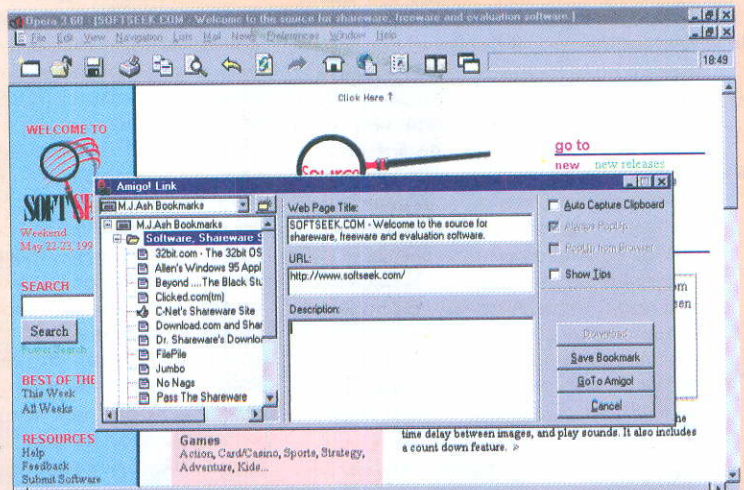 Opera 3.60 - [SOFTSEEK.COM - Welcome to the source for shareware, freeware and evaluation software.]
File Edit View Navigation Lists Mail News Preferences Window Help
18:49
Click Here ↑
WELCOME TO
SOFTSE
Weekend
May 22-23, 199
SEARCH
Search
Power Search
BEST OF THE
This Week
All Weeks
RESOURCES
Help
Feedback
Submit Software
Source
go to
new new releases
Amigo! Link
M.J.Ash Bookmarks
M.J.Ash Bookmarks
Software, Shareware S
32bit.com - The 32bit OS
Allen's Windows 95 Appl
Beyond ....The Black Stu
Clicked.com(tm)
C-Net's Shareware Site
Download.com and Shar
Dr. Shareware's Downloa
FilePile
Jumbo
No Nags
Pass The Shareware
Web Page Title:
SOFTSEEK.COM - Welcome to the source for
shareware, freeware and evaluation software.
URL:
http://www.softseek.com/
Description:
Auto Capture Clipboard
Always PopUp
PopUp from Browser
Show Tips
Download
Save Bookmark
GoTo Amigo!
Cancel
om
een
he
time delay between images, and play sounds. It also includes
a count down feature. »
Games
Action, Card/Casino, Sports, Strategy,
Adventure, Kids...